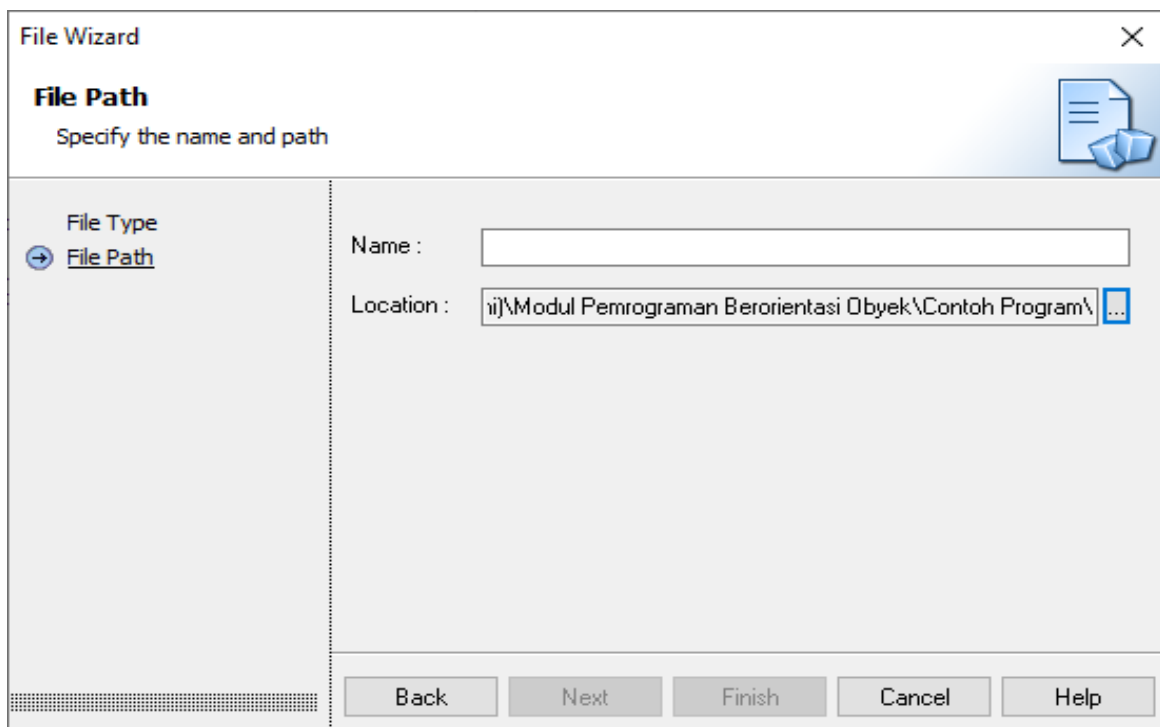 File Wizard
File Path
Specify the name and path
File Type
File Path
Name :
Location : \Modul Pemrograman Berorientasi Obyek\Contoh Program\ ...
Back Next Finish Cancel Help